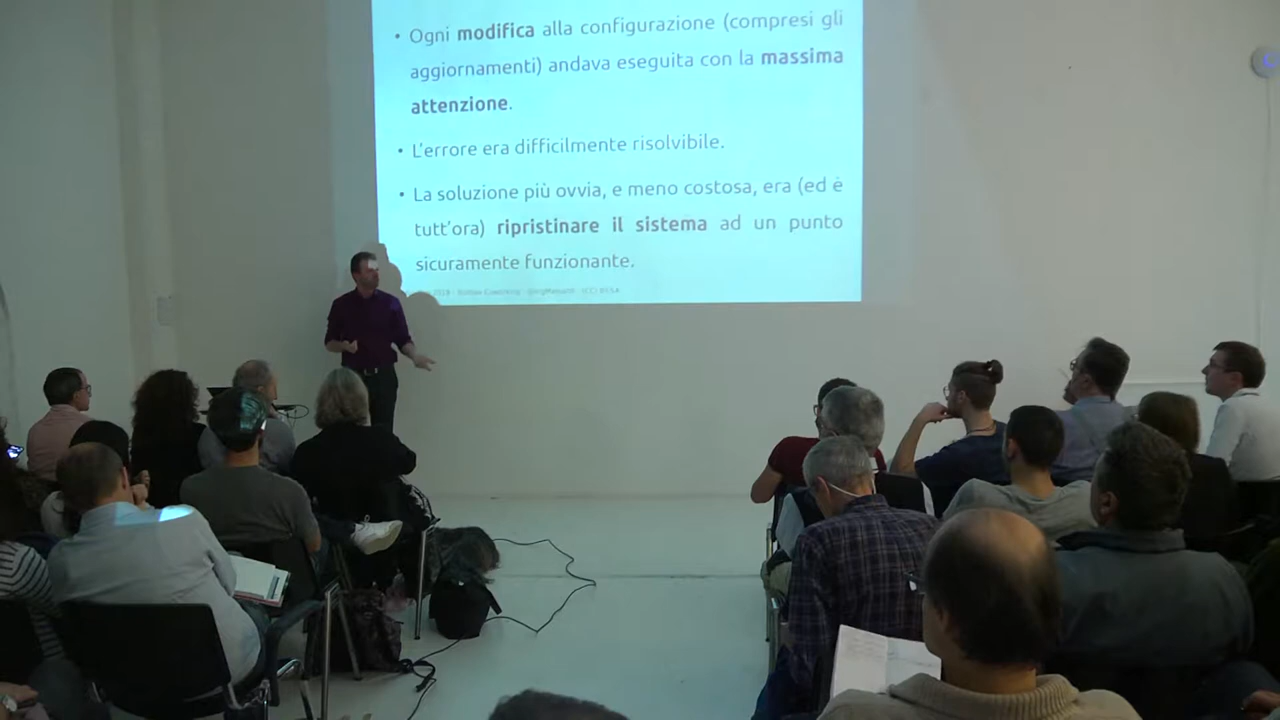 • Ogni modifica alla configurazione (compresi gli
aggiornamenti) andava eseguita con la massima
attenzione.
• L'errore era difficilmente risolvibile.
• La soluzione più ovvia, e meno costosa, era (ed è
tutt'ora) ripristinare il sistema ad un punto
sicuramente funzionante.